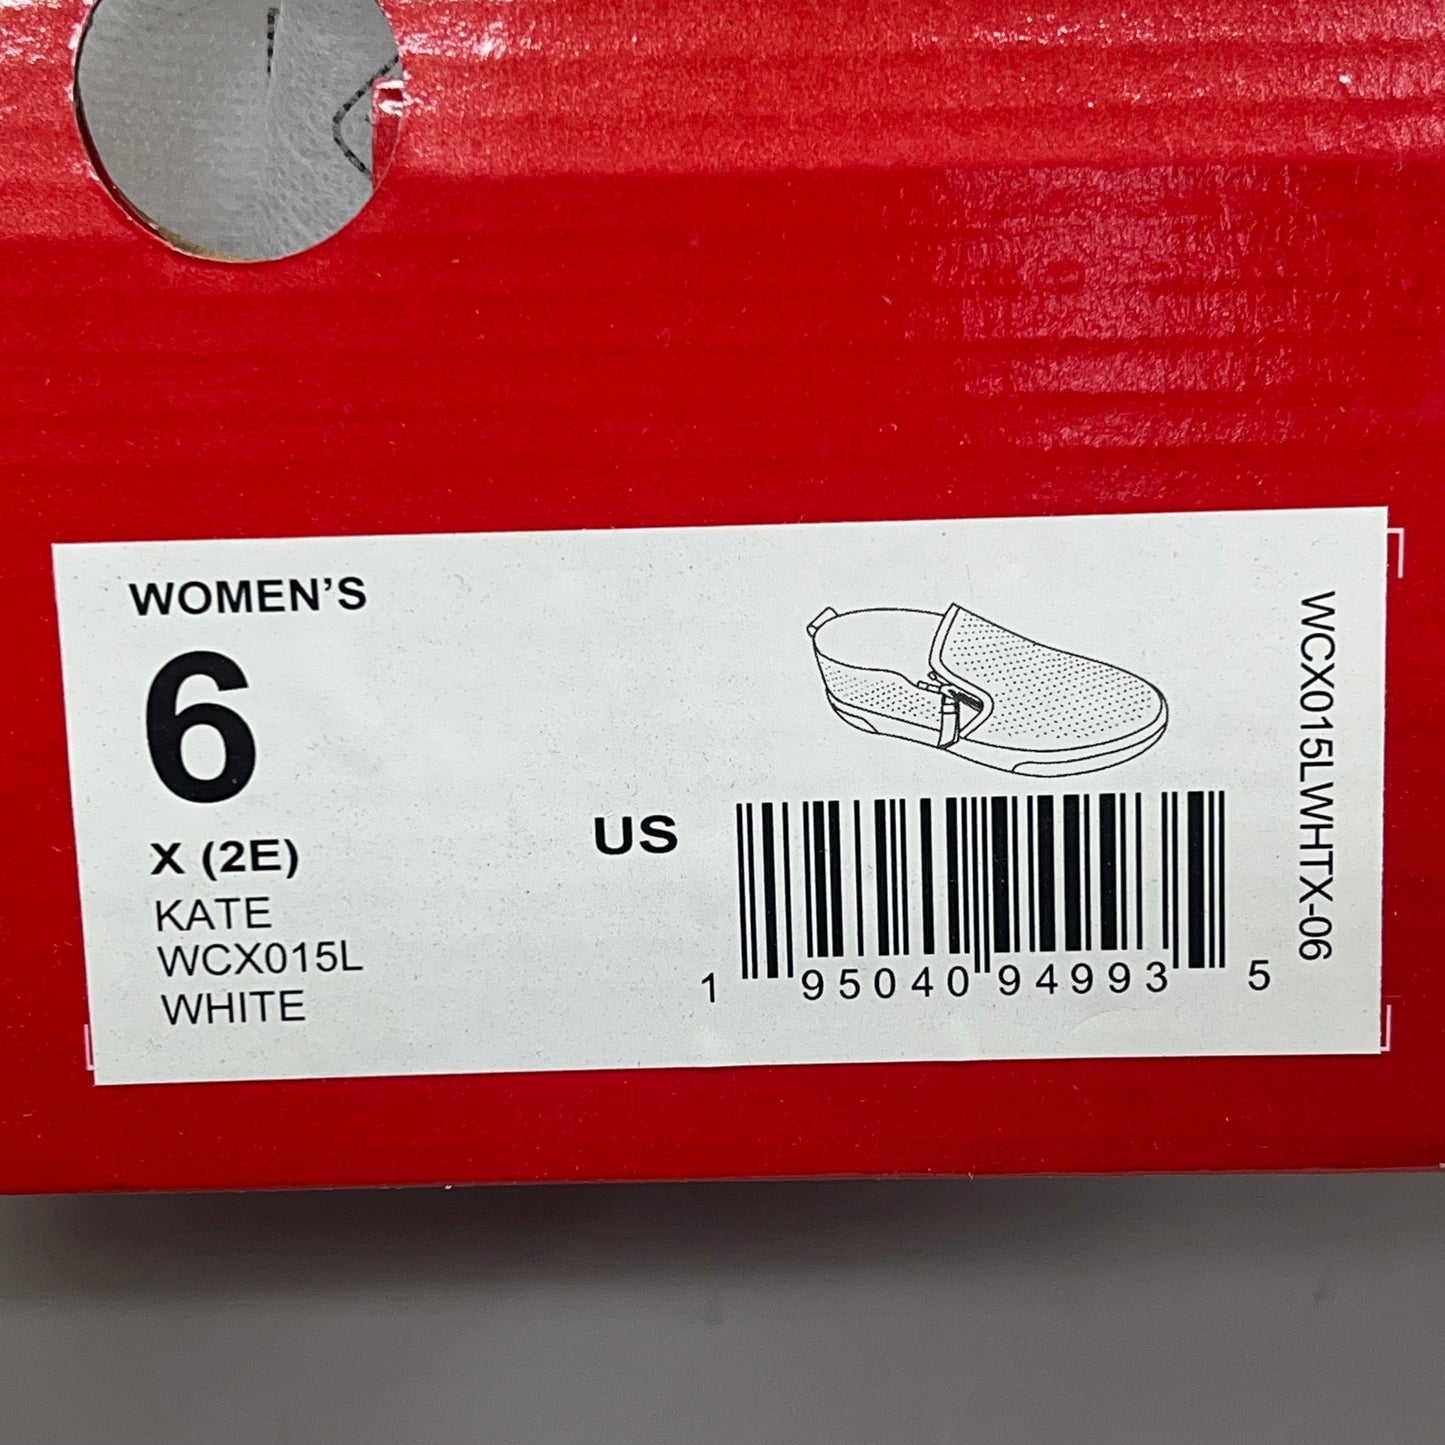 WOMEN'S
6
X (2E)
KATE
WCX015L
WHITE
US
1 95040 94993 5
WCX015LWHTX-06